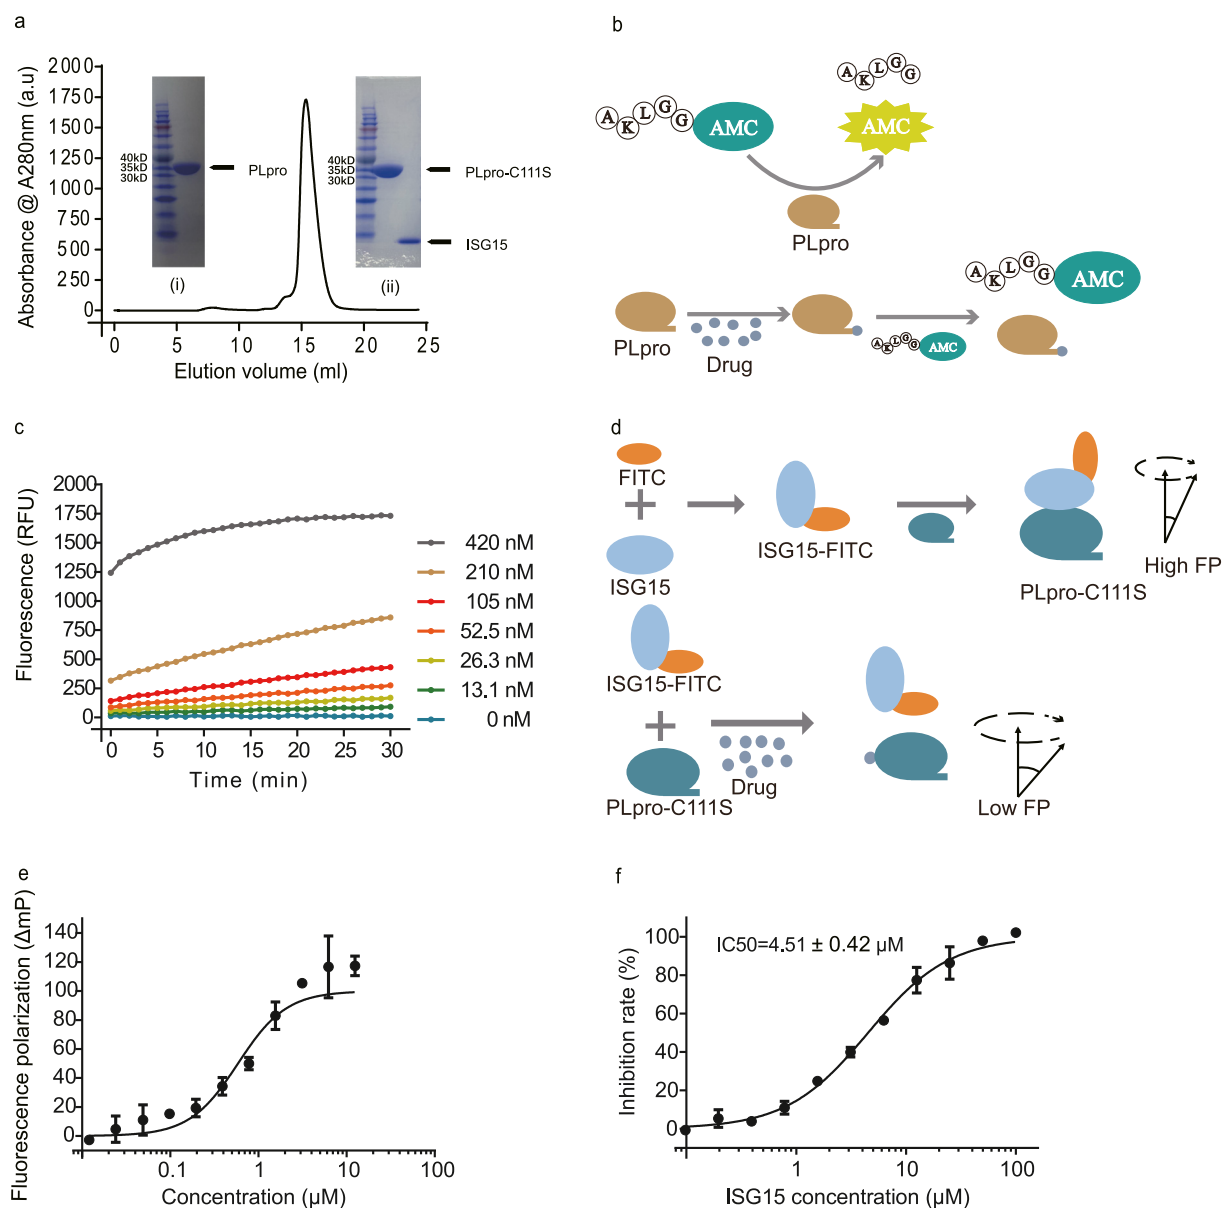 a
2000
1750
1500
1250
1000
750
500
250
0
Absorbance @ A280nm (a.u)
0 5 10 15 20 25
Elution volume (ml)
40kD
35kD
30kD
PLpro
(i)
40kD
35kD
30kD
PLpro-C111S
ISG15
(ii)
b
A K L G G AMC
A K L G G
AMC
PLpro
A K L G G AMC
PLpro
Drug
A K L G G AMC
c
2000
1750
1500
1250
1000
750
500
250
0
Fluorescence (RFU)
0 5 10 15 20 25 30
Time (min)
420 nM
210 nM
105 nM
52.5 nM
26.3 nM
13.1 nM
0 nM
d
FITC
ISG15
ISG15-FITC
PLpro-C111S
High FP
ISG15-FITC
PLpro-C111S
Drug
Low FP
e
140
120
100
80
60
40
20
0
Fluorescence polarization (ΔmP)
0.1 1 10 100
Concentration (μM)
f
IC50=4.51 ± 0.42 μM
100
80
60
40
20
0
Inhibition rate (%)
1 10 100
ISG15 concentration (μM)